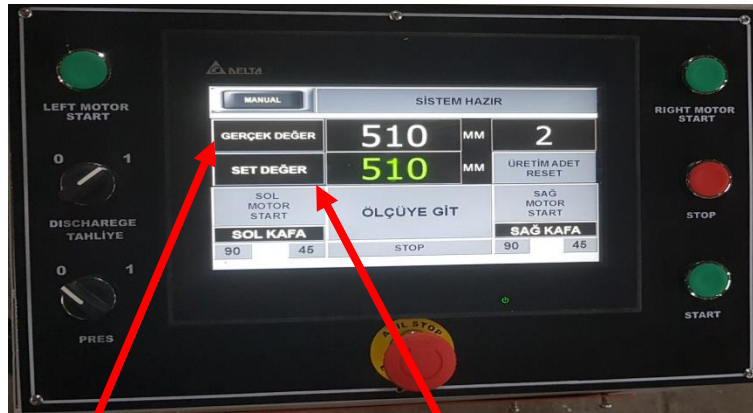 DELTA
MANUAL
SİSTEM HAZIR
LEFT MOTOR
START
RIGHT MOTOR
START
GERÇEK DEĞER
510
MM
2
SET DEĞER
510
MM
ÜRETİM ADET
RESET
0
1
SOL
MOTOR
START
ÖLÇÜYE GİT
SAĞ
MOTOR
START
STOP
DISCHAREGE
TAHLİYE
SOL KAFA
SAĞ KAFA
90
45
STOP
90
45
0
1
START
PRES